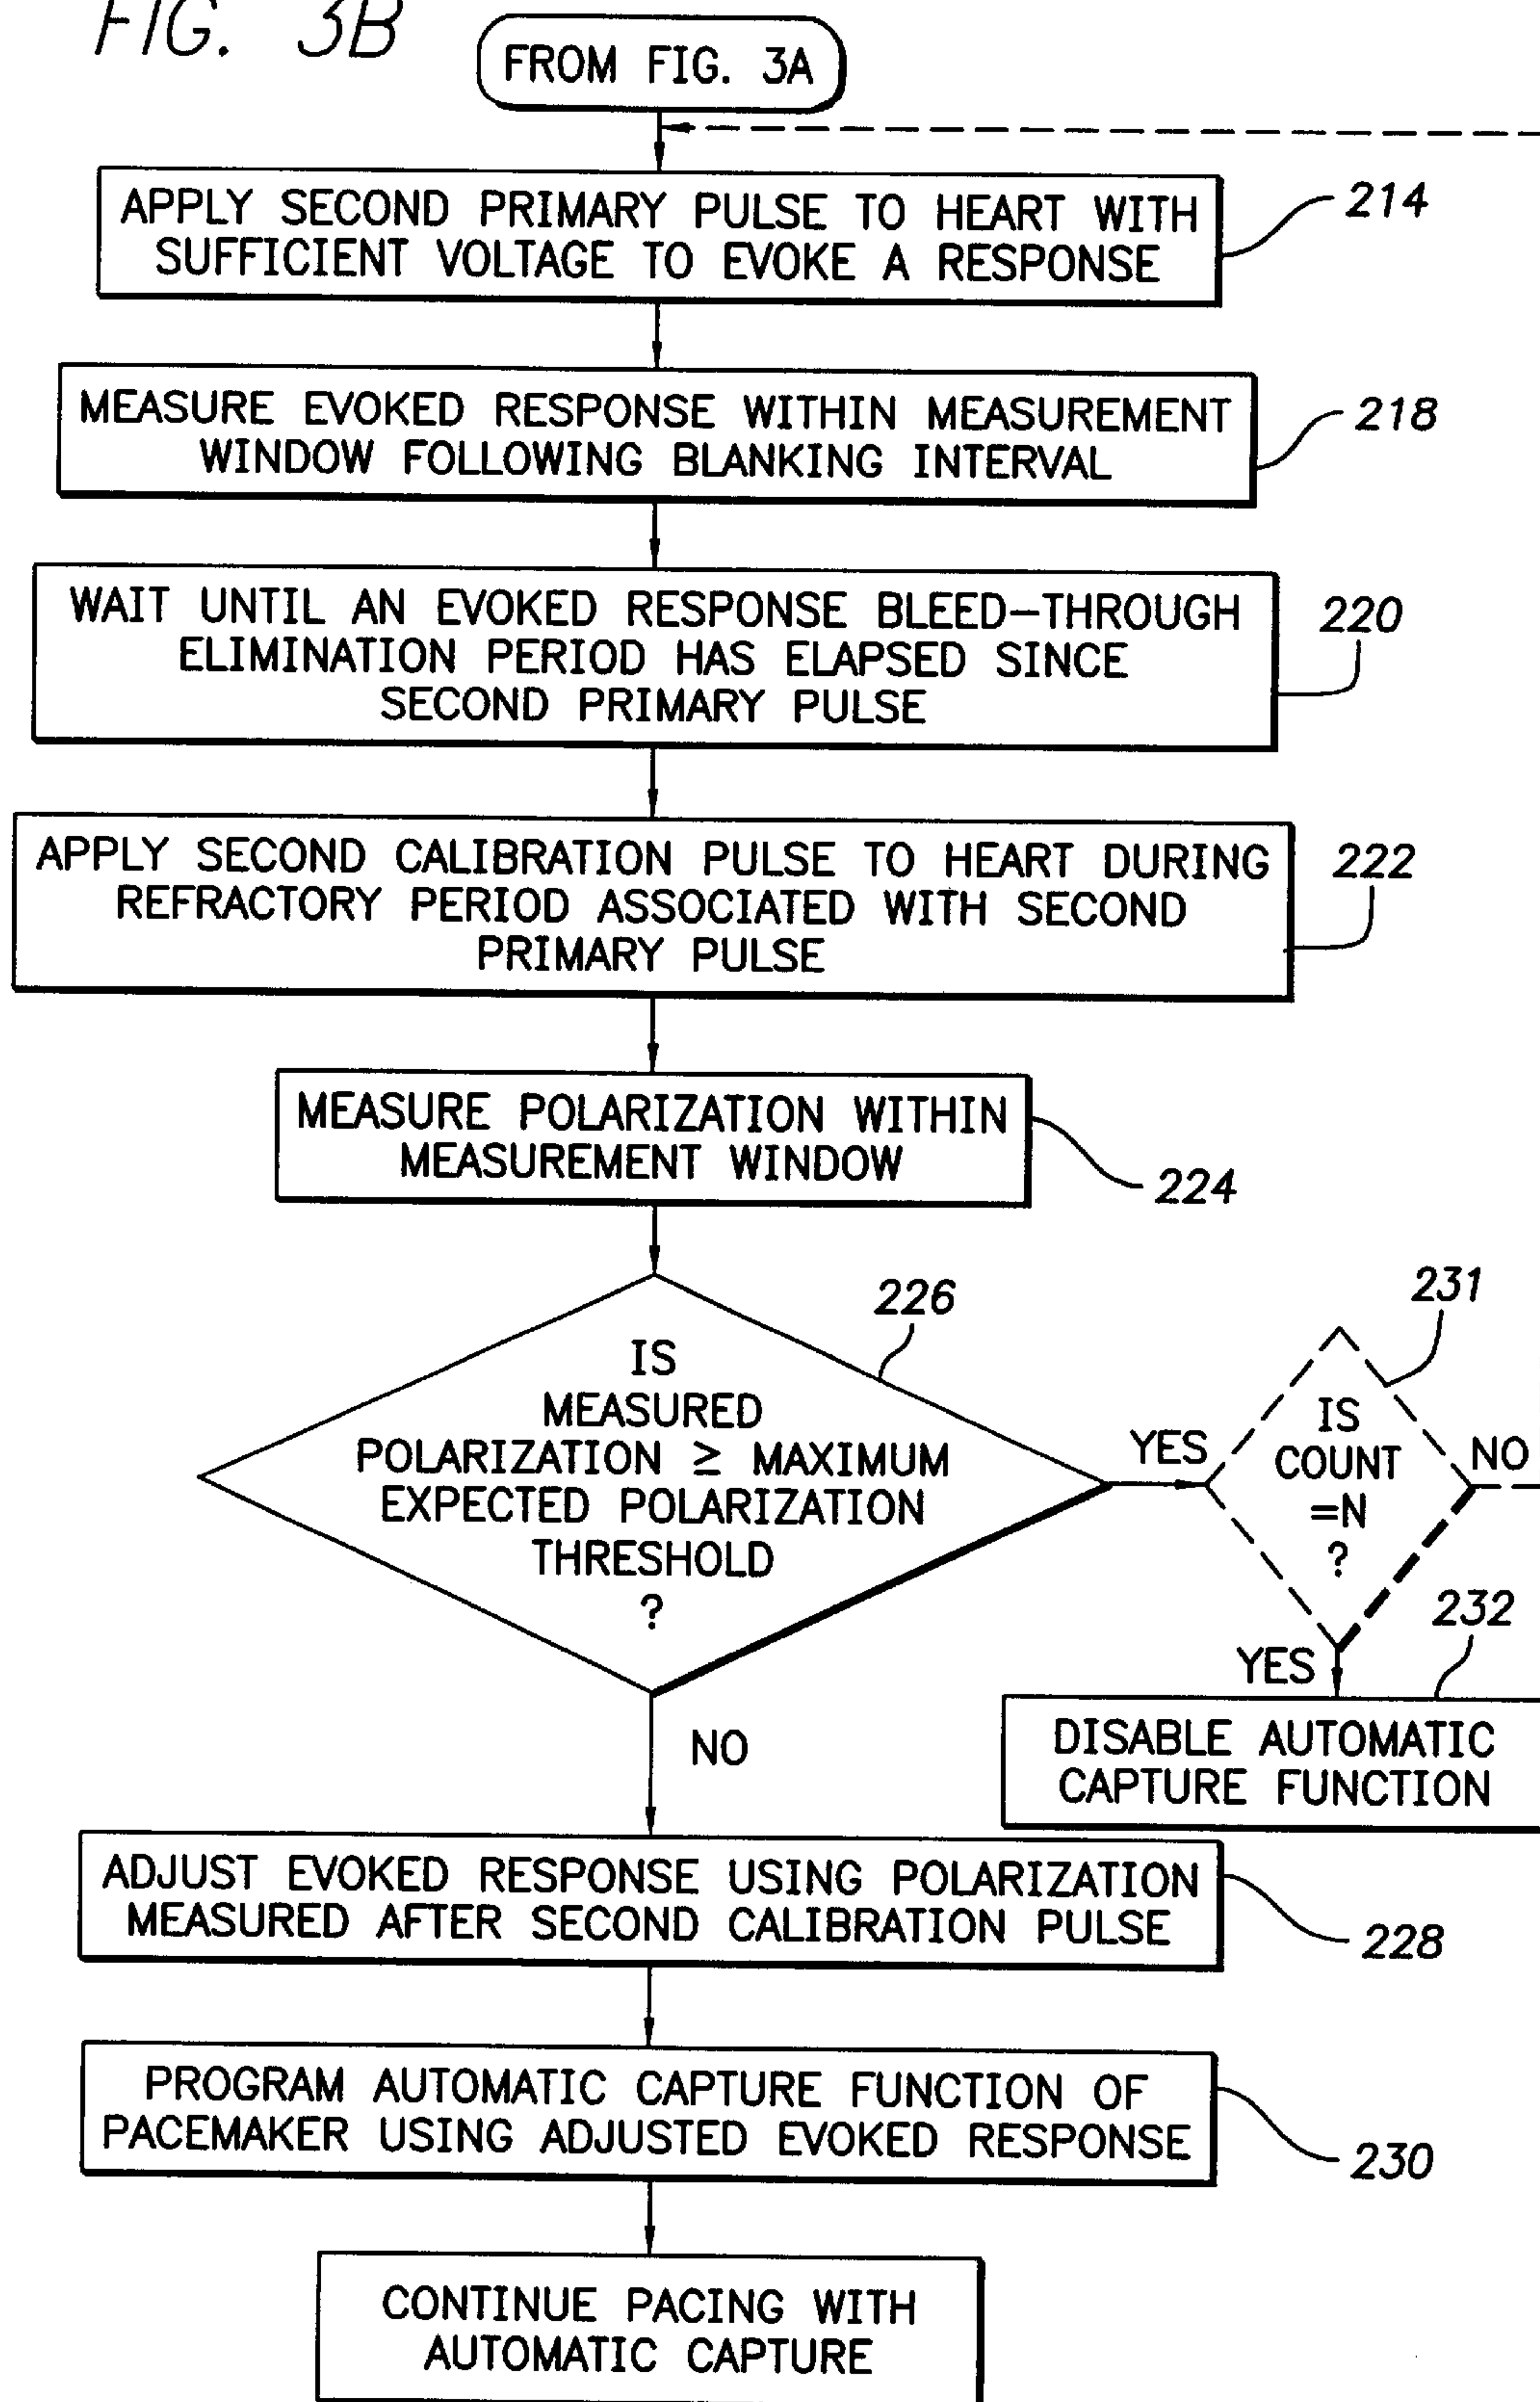 FIG. 3B
FROM FIG. 3A
APPLY SECOND PRIMARY PULSE TO HEART WITH
SUFFICIENT VOLTAGE TO EVOKE A RESPONSE
214
MEASURE EVOKED RESPONSE WITHIN MEASUREMENT
WINDOW FOLLOWING BLANKING INTERVAL
218
WAIT UNTIL AN EVOKED RESPONSE BLEED-THROUGH
ELIMINATION PERIOD HAS ELAPSED SINCE
SECOND PRIMARY PULSE
220
APPLY SECOND CALIBRATION PULSE TO HEART DURING
REFRACTORY PERIOD ASSOCIATED WITH SECOND
PRIMARY PULSE
222
MEASURE POLARIZATION WITHIN
MEASUREMENT WINDOW
224
226
IS
MEASURED
POLARIZATION ≥ MAXIMUM
EXPECTED POLARIZATION
THRESHOLD
?
YES
231
IS
COUNT
=N
?
NO
YES
232
DISABLE AUTOMATIC
CAPTURE FUNCTION
NO
ADJUST EVOKED RESPONSE USING POLARIZATION
MEASURED AFTER SECOND CALIBRATION PULSE
228
PROGRAM AUTOMATIC CAPTURE FUNCTION OF
PACEMAKER USING ADJUSTED EVOKED RESPONSE
230
CONTINUE PACING WITH
AUTOMATIC CAPTURE